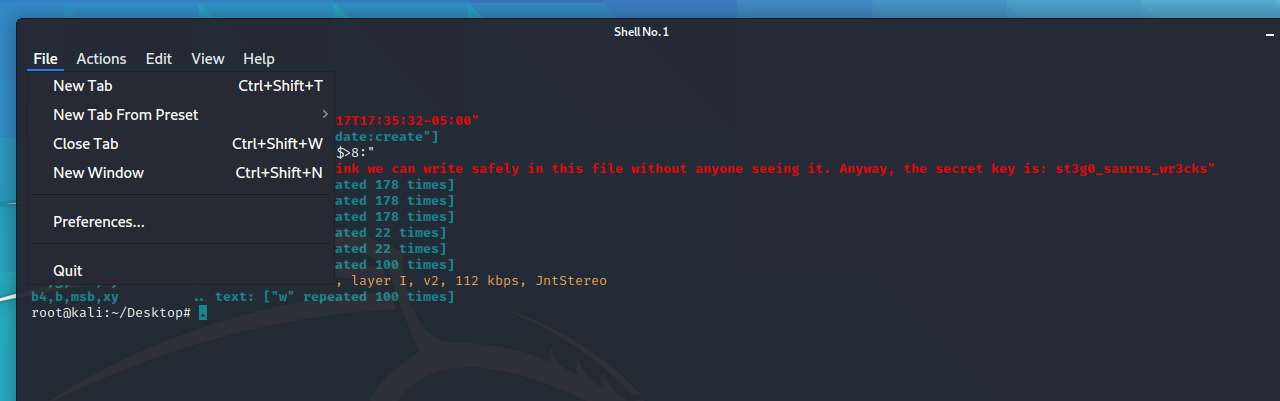 Shell No. 1
File Actions Edit View Help
New Tab Ctrl+Shift+T
New Tab From Preset
Close Tab Ctrl+Shift+W
New Window Ctrl+Shift+N
Preferences...
Quit
17T17:35:32-05:00"
date:create"]
$>8:"
ink we can write safely in this file without anyone seeing it. Anyway, the secret key is: st3g0_saurus_wr3cks"
ated 178 times]
ated 178 times]
ated 178 times]
ated 22 times]
ated 22 times]
ated 100 times]
, layer I, v2, 112 kbps, JntStereo
b4,b,msb,xy .. text: ["w" repeated 100 times]
root@kali:~/Desktop# .